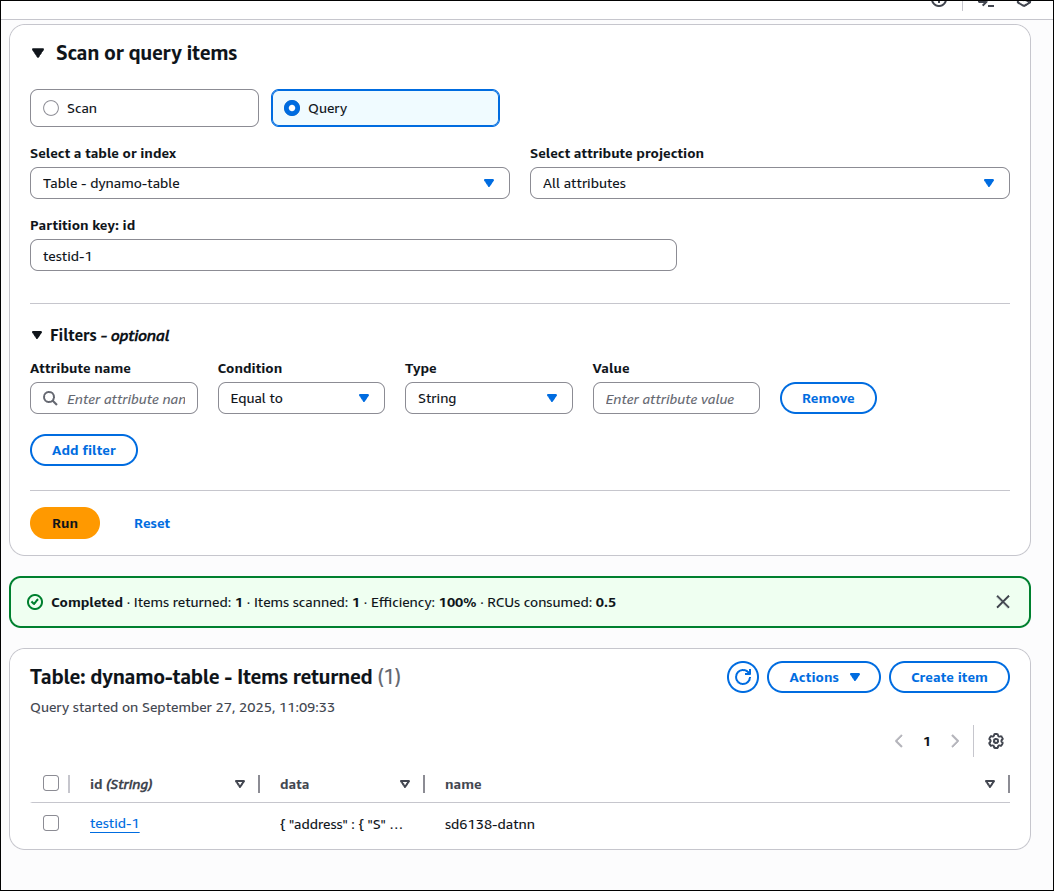 Scan or query items
Scan
Query
Select a table or index
Select attribute projection
Table - dynamo-table
All attributes
Partition key: id
testid-1
Filters – optional
Attribute name
Condition
Type
Value
Enter attribute nan
Equal to
String
Enter attribute value
Remove
Add filter
Run
Reset
Completed · Items returned: 1 · Items scanned: 1 · Efficiency: 100% · RCUs consumed: 0.5
Table: dynamo-table - Items returned (1)
Actions
Create item
Query started on September 27, 2025, 11:09:33
1
id (String)
data
name
testid-1
{ "address" : { "S" …
sd6138-datnn